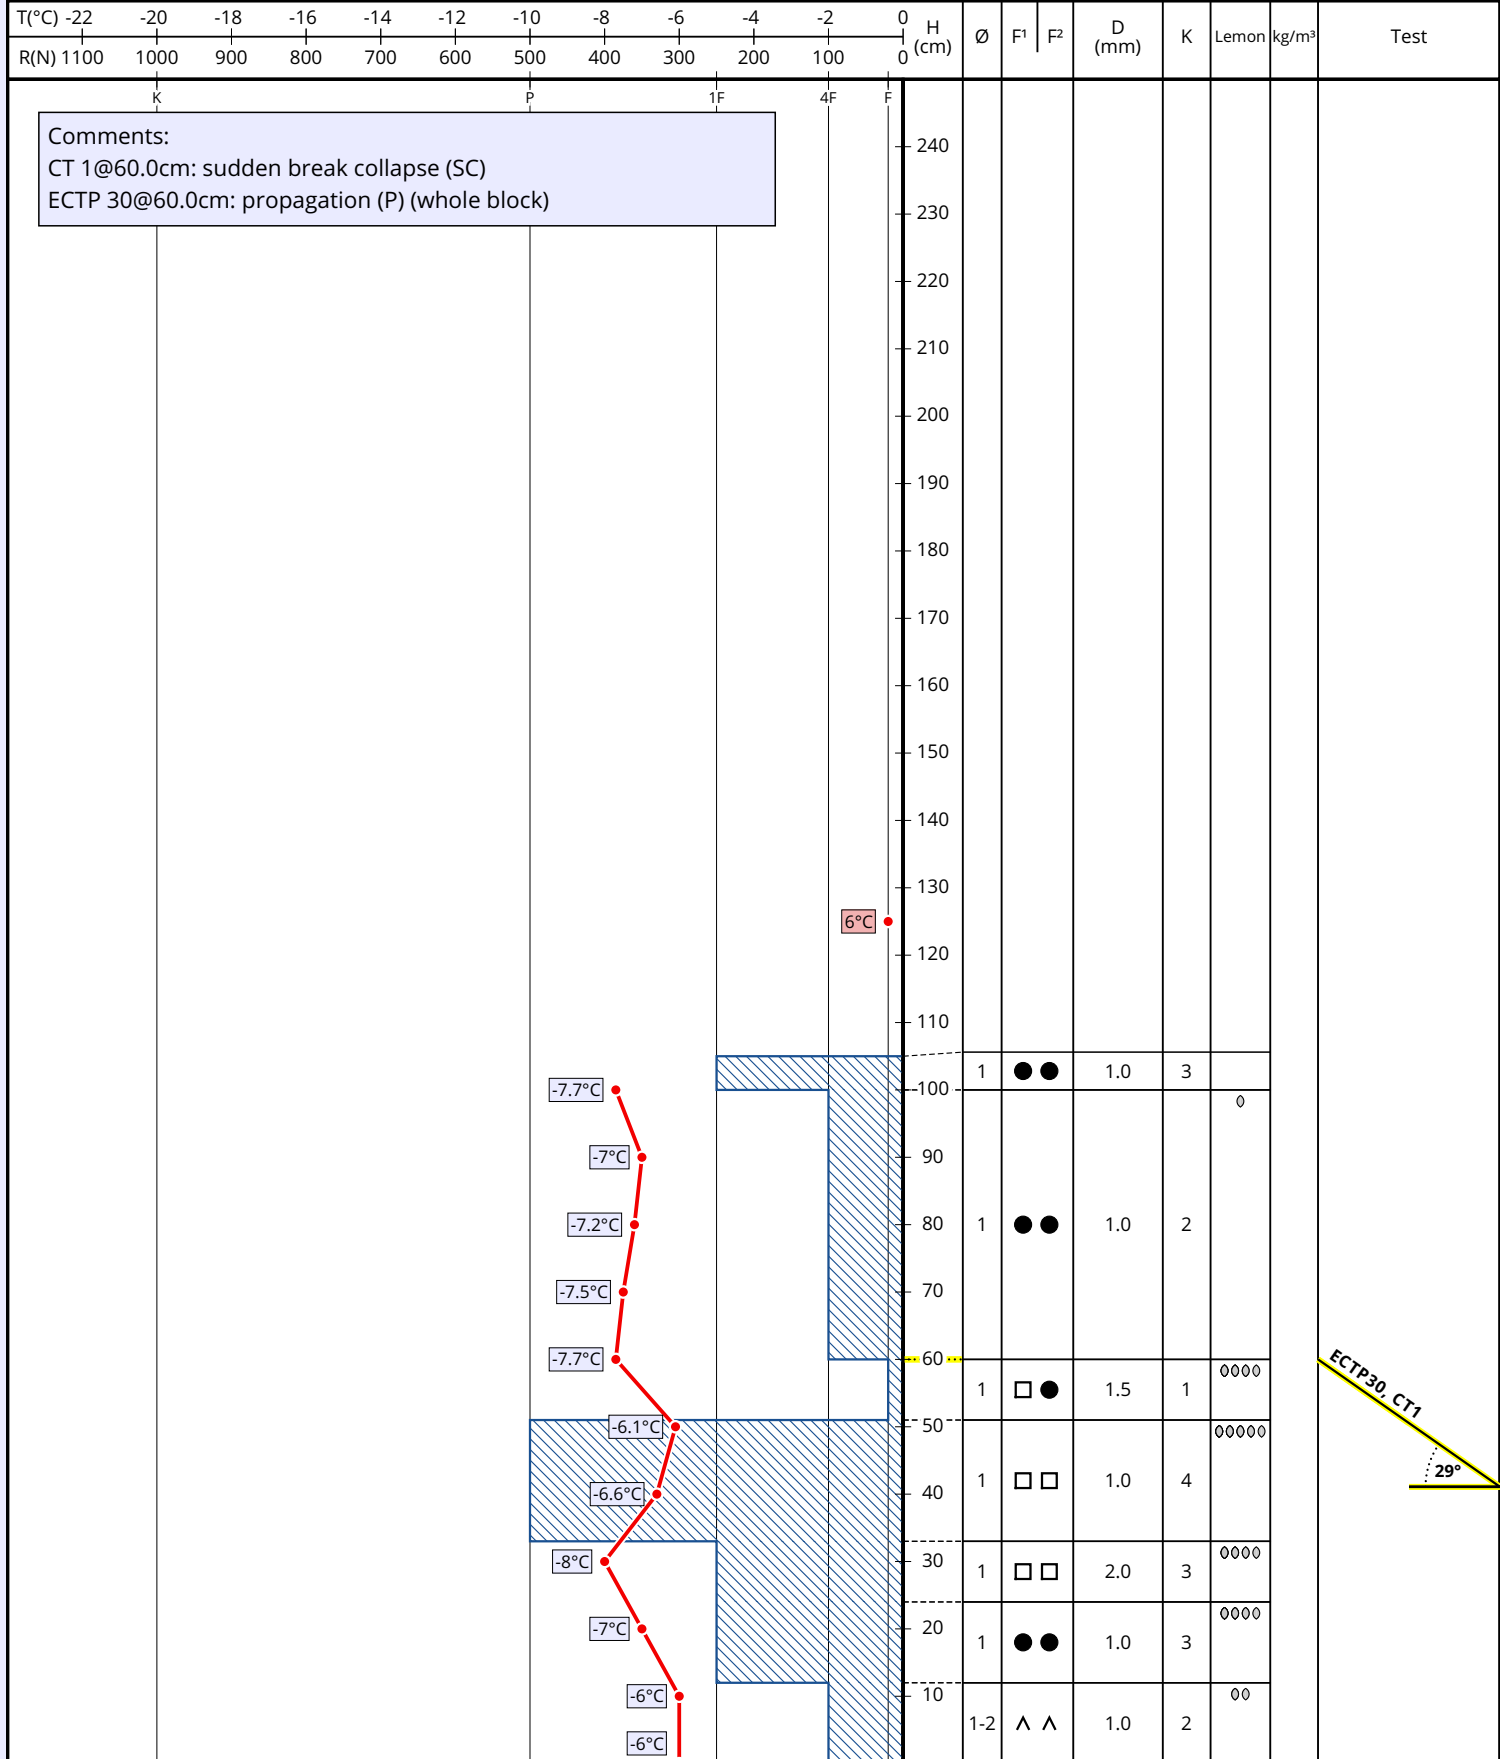 T(°C) -22 -20 -18 -16 -14 -12 -10 -8 -6 -4 -2 0
R(N) 1100 1000 900 800 700 600 500 400 300 200 100 0
H (cm) Ø F¹ F² D (mm) K Lemon kg/m³ Test
K P 1F 4F F
Comments:
CT 1@60.0cm: sudden break collapse (SC)
ECTP 30@60.0cm: propagation (P) (whole block)
240
230
220
210
200
190
180
170
160
150
140
130
6°C
120
110
1 1.0 3
-7.7°C 100
-7°C 90
-7.2°C 80 1 1.0 2
-7.5°C 70
-7.7°C 60
ECTP30, CT1
1 1.5 1
-6.1°C 50
29°
1 1.0 4
-6.6°C 40
-8°C 30
1 2.0 3
-7°C 20
1 1.0 3
-6°C 10
1-2 1.0 2
-6°C